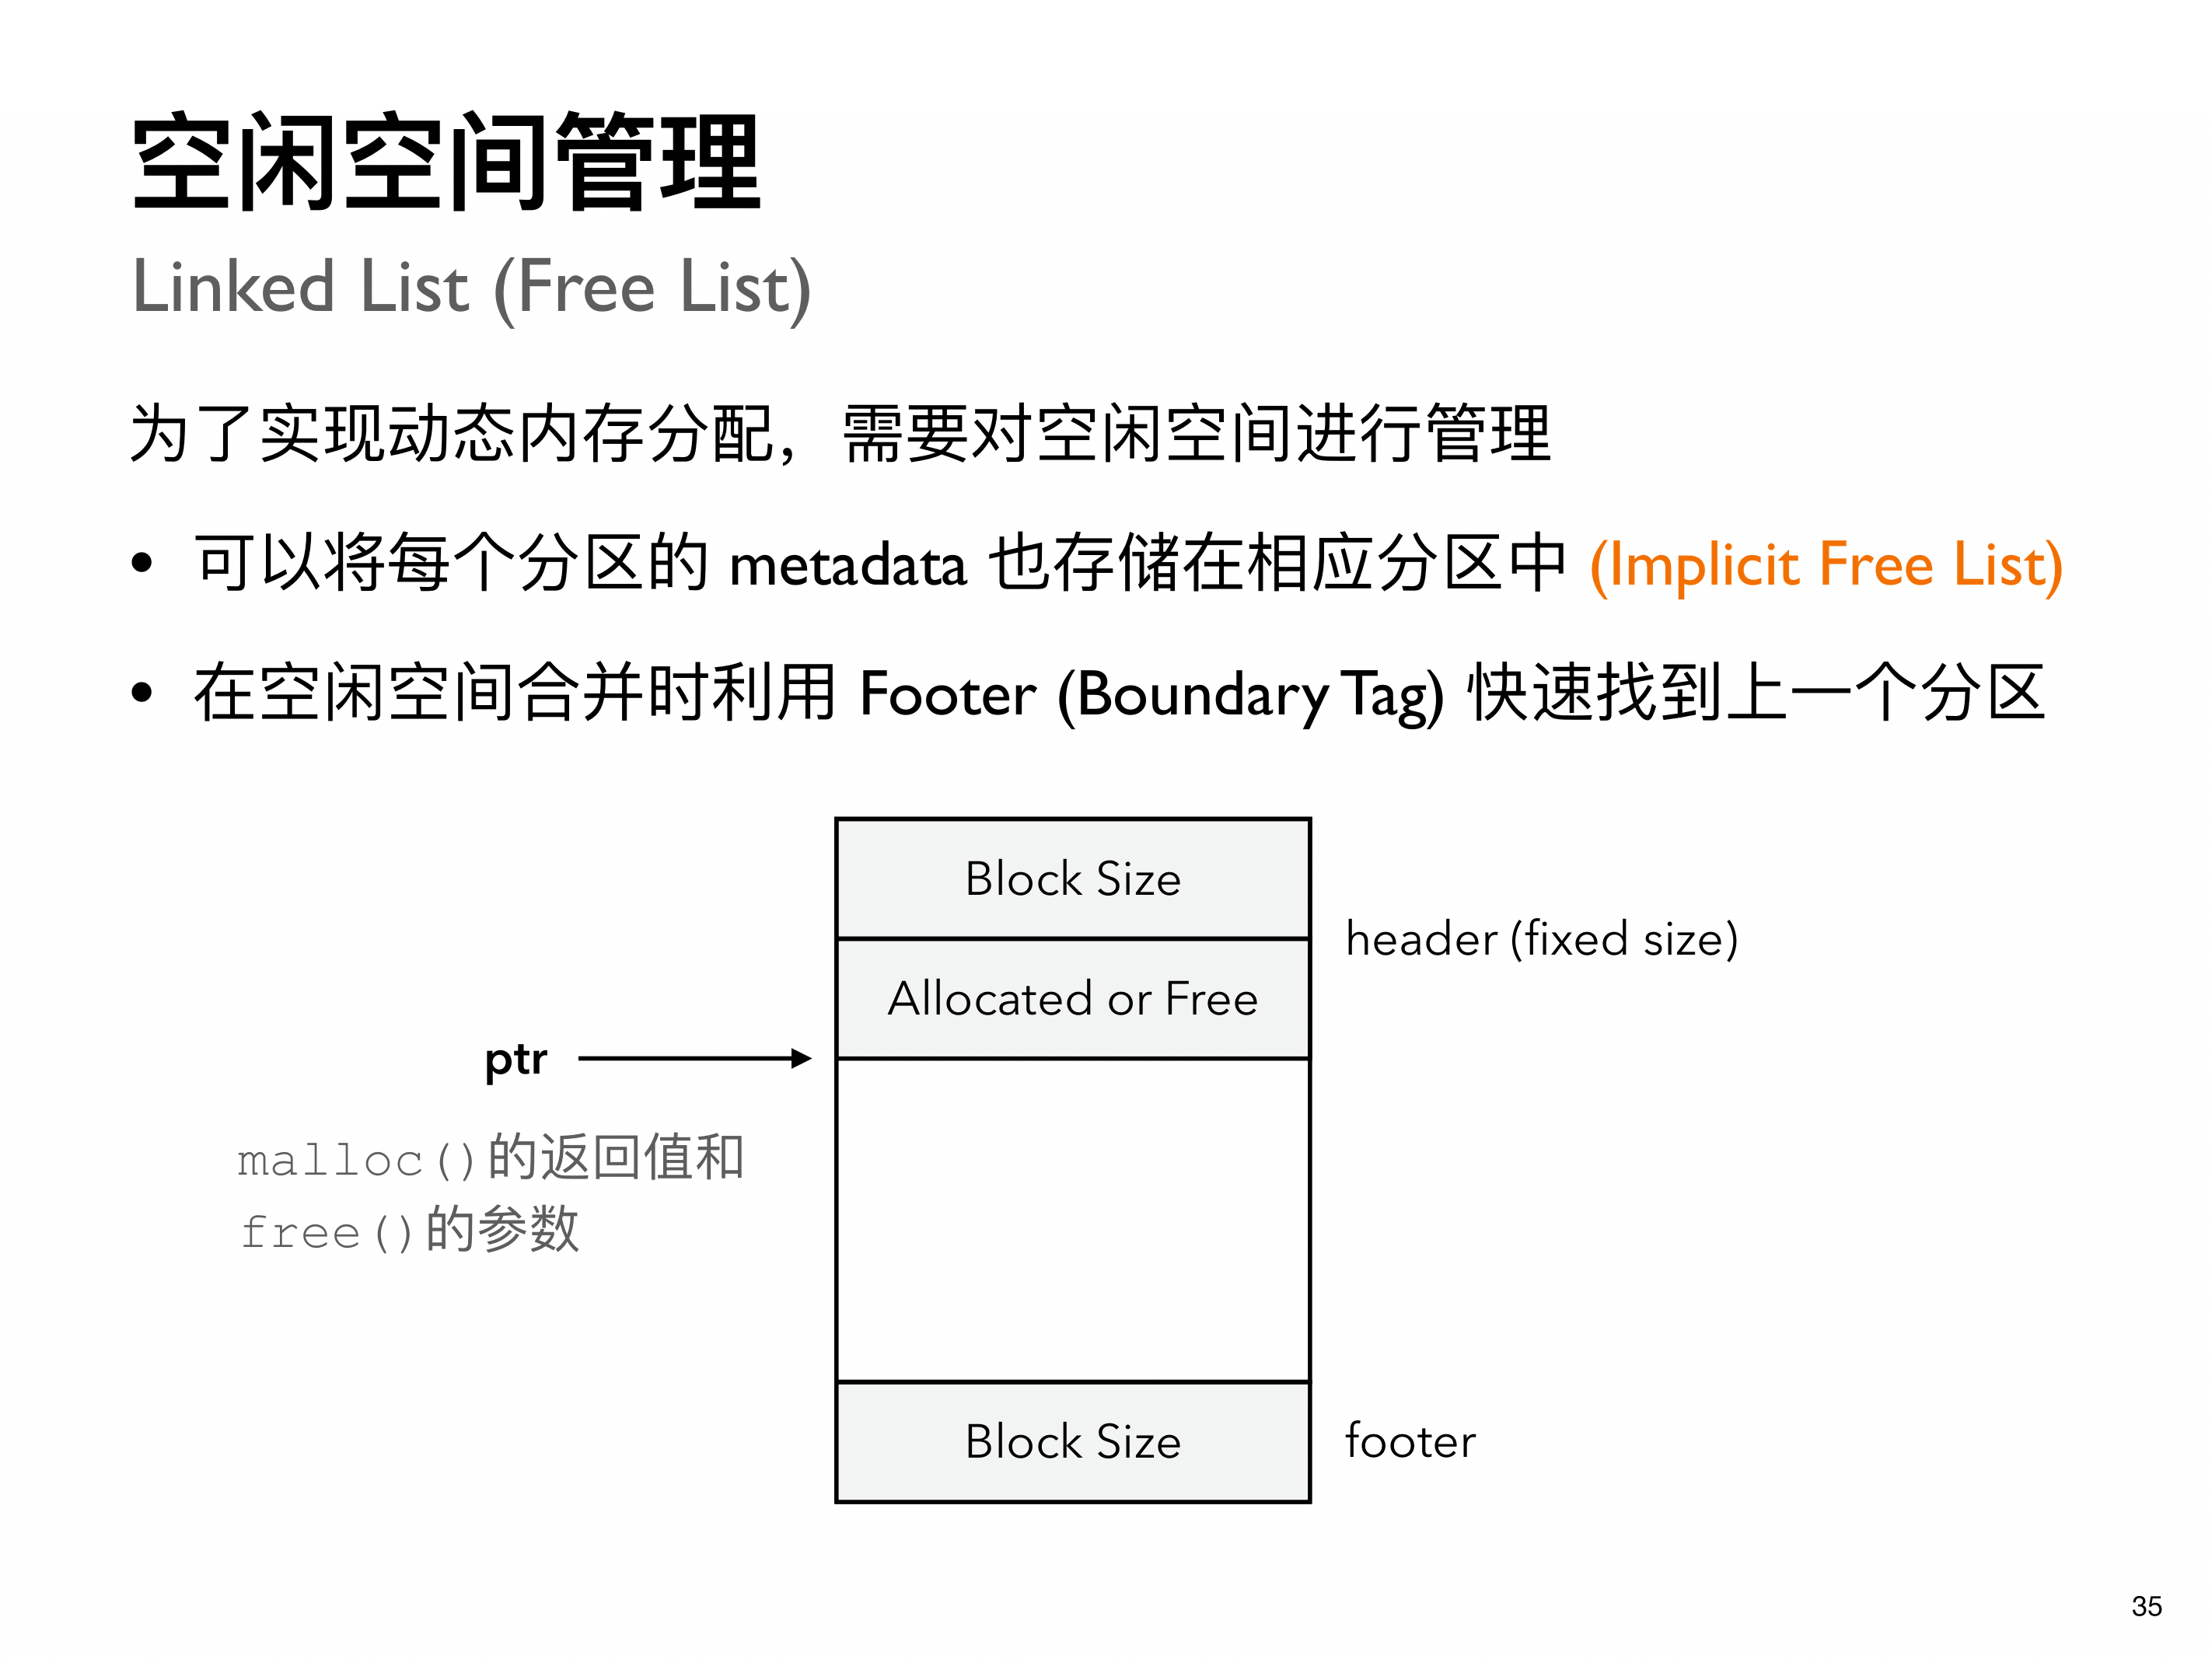 空闲空间管理
Linked List (Free List)
为了实现动态内存分配，需要对空闲空间进行管理
• 可以将每个分区的 metadata 也存储在相应分区中 (Implicit Free List)
• 在空闲空间合并时利用 Footer (Boundary Tag) 快速找到上一个分区
Block Size
header (fixed size)
Allocated or Free
ptr
malloc()的返回值和
free()的参数
Block Size
footer
35